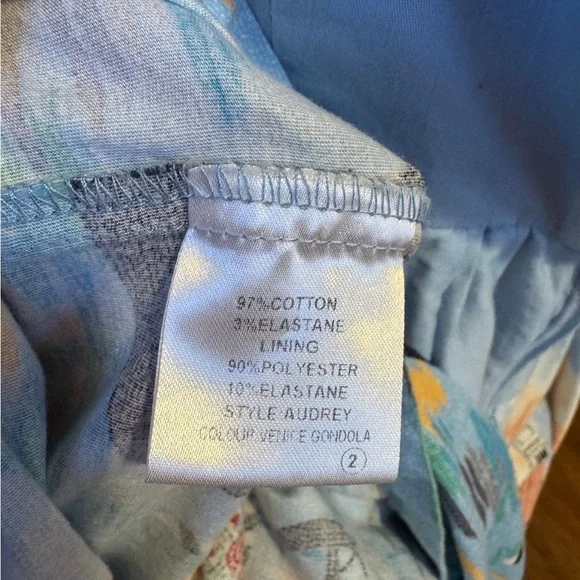 97%COTTON
3%ELASTANE
LINING
90%POLYESTER
10%ELASTANE
STYLE AUDREY
COLOUR VENICE GONDOLA
2